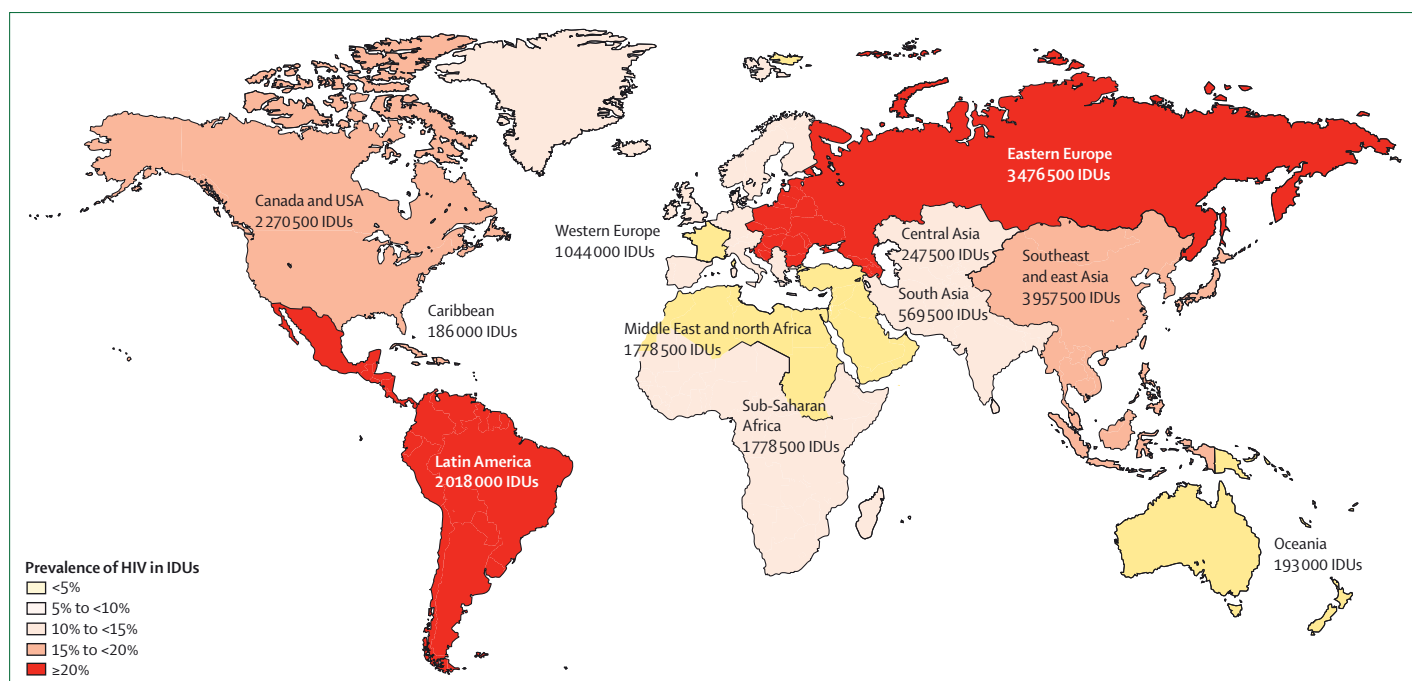 Canada and USA
2 270 500 IDUs
Caribbean
186 000 IDUs
Latin America
2 018 000 IDUs
Western Europe
1 044 000 IDUs
Eastern Europe
3 476 500 IDUs
Central Asia
247 500 IDUs
South Asia
569 500 IDUs
Southeast
and east Asia
3 957 500 IDUs
Middle East and north Africa
1 778 500 IDUs
Sub-Saharan
Africa
1 778 500 IDUs
Oceania
193 000 IDUs
Prevalence of HIV in IDUs
<5%
5% to <10%
10% to <15%
15% to <20%
≥20%